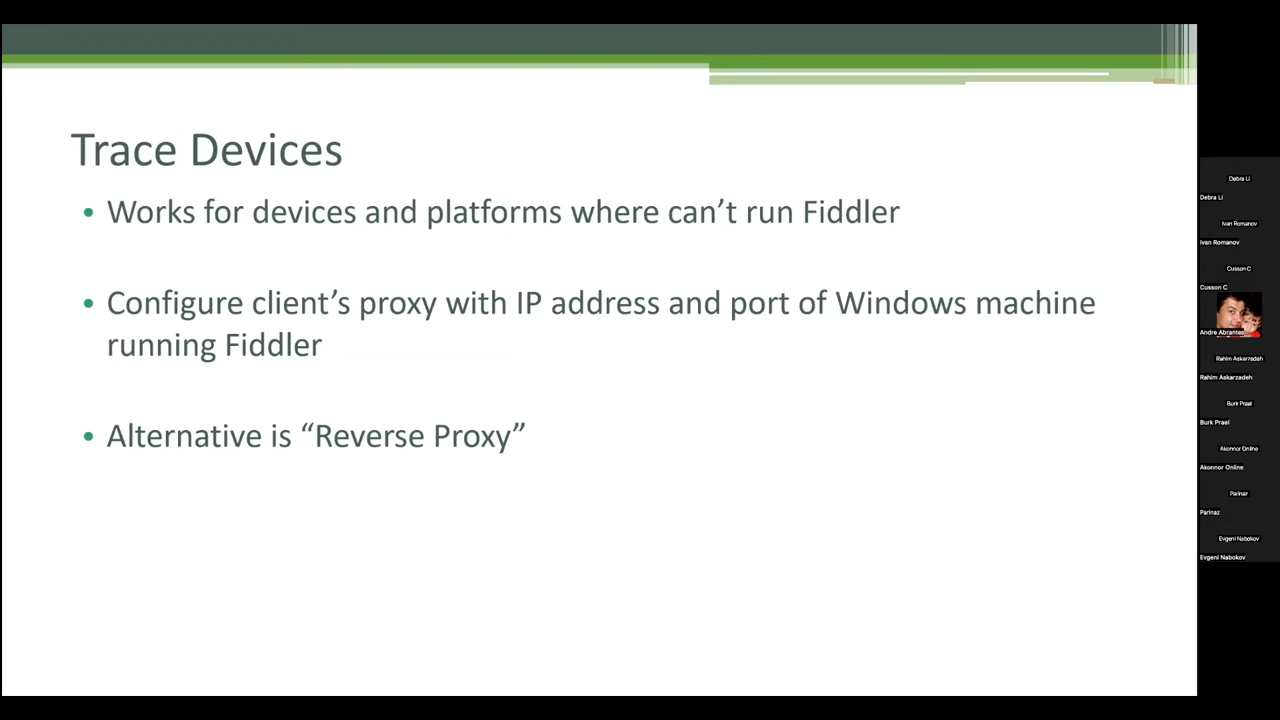 Trace Devices
• Works for devices and platforms where can’t run Fiddler
• Configure client’s proxy with IP address and port of Windows machine
running Fiddler
• Alternative is “Reverse Proxy”
Debra Li
Debra Li
Ivan Romanov
Ivan Romanov
Cusson C
Cusson C
Andre Abrantes
Rahim Askarzadeh
Rahim Askarzadeh
Burk Prael
Burk Prael
Akonnor Online
Akonnor Online
Parinaz
Parinaz
Evgeni Nabokov
Evgeni Nabokov